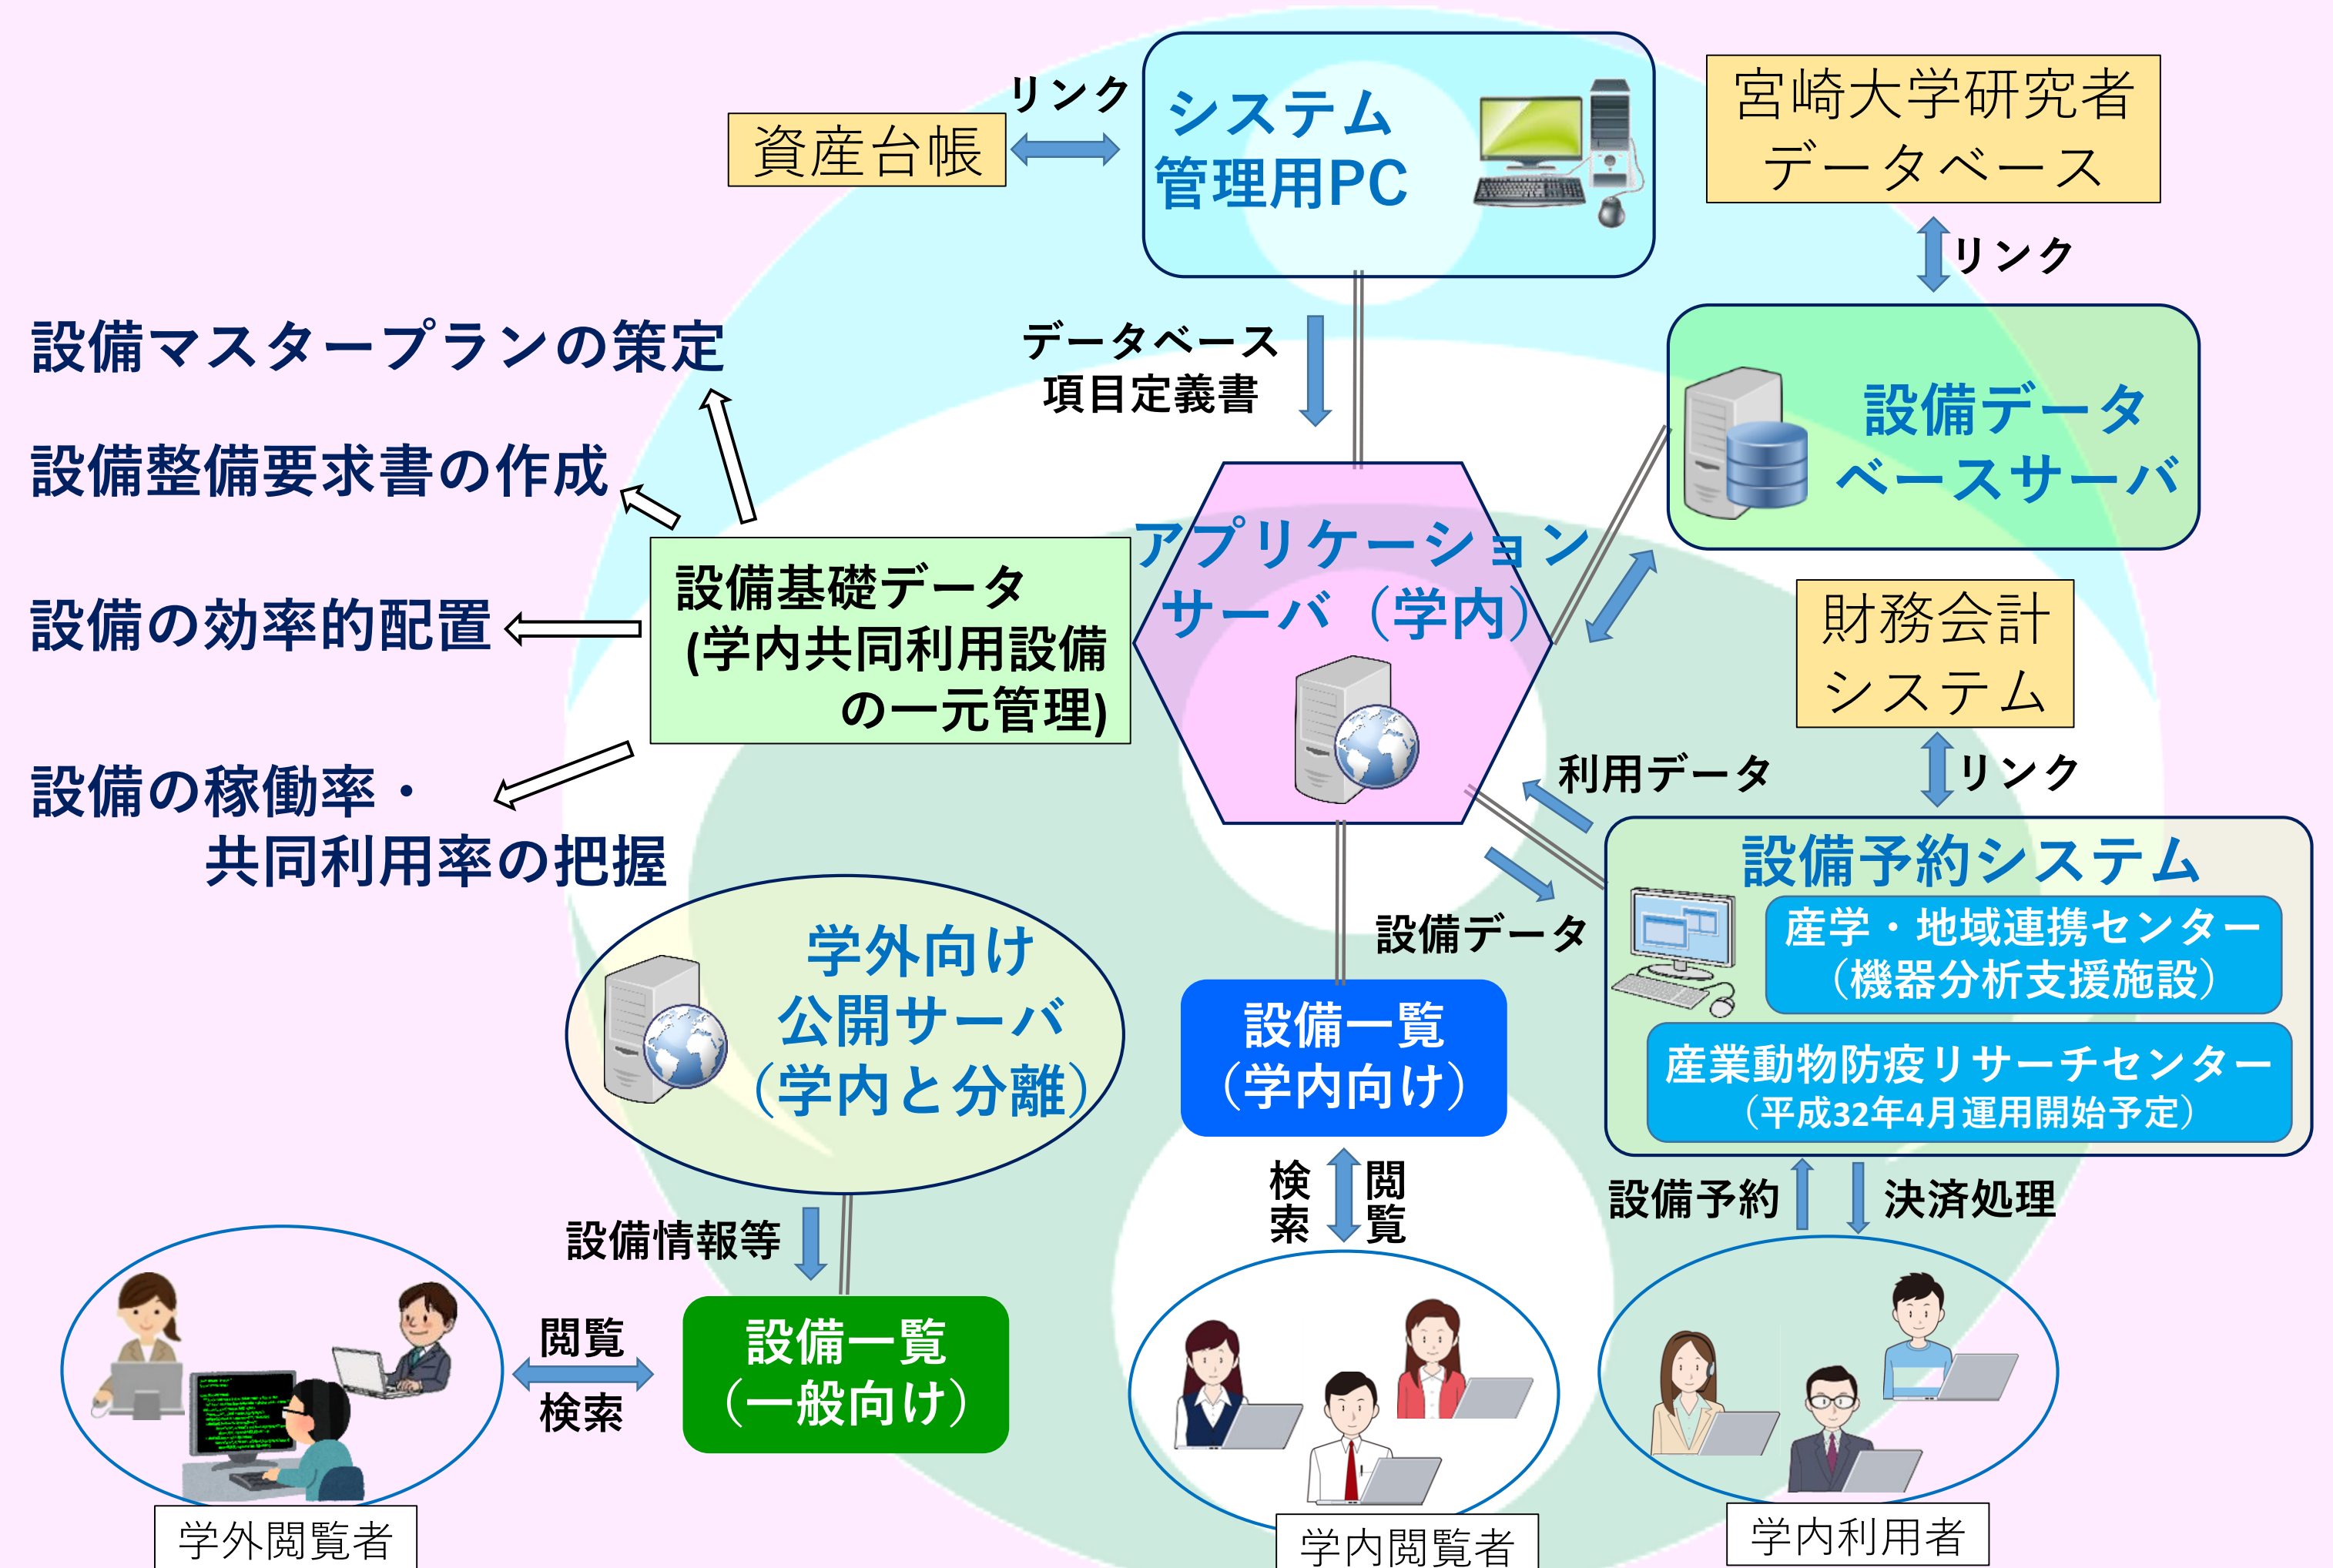 リンク
システム
管理用PC
資産台帳
宮崎大学研究者
データベース
リンク
データベース
項目定義書
設備データ
ベースサーバ
設備マスタープランの策定
設備整備要求書の作成
設備の効率的配置
設備の稼働率・
共同利用率の把握
設備基礎データ
(学内共同利用設備
の一元管理)
アプリケーション
サーバ（学内）
財務会計
システム
リンク
利用データ
設備データ
設備予約システム
産学・地域連携センター
（機器分析支援施設）
産業動物防疫リサーチセンター
（平成32年4月運用開始予定）
学外向け
公開サーバ
（学内と分離）
設備一覧
（学内向け）
検索
閲覧
設備予約
決済処理
設備情報等
設備一覧
（一般向け）
閲覧
検索
学外閲覧者
学内閲覧者
学内利用者